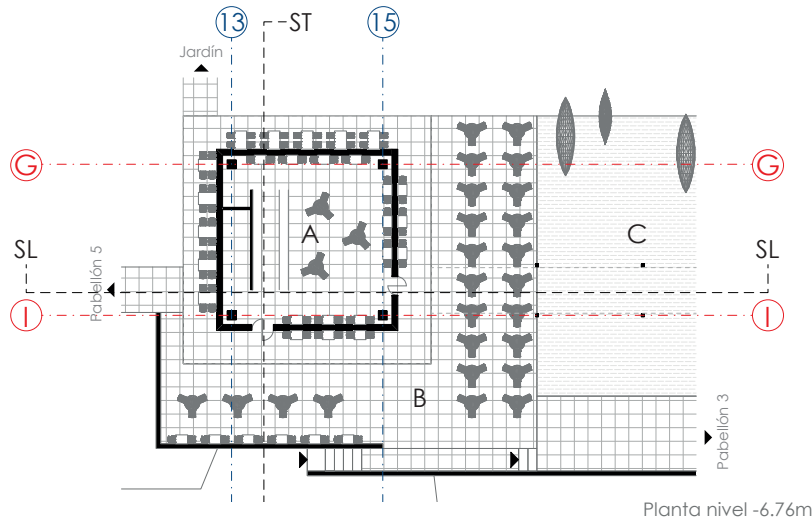 13
ST
15
Jardín
G
G
A
C
SL
SL
Pabellón 5
I
I
B
Pabellón 3
Planta nivel -6.76m